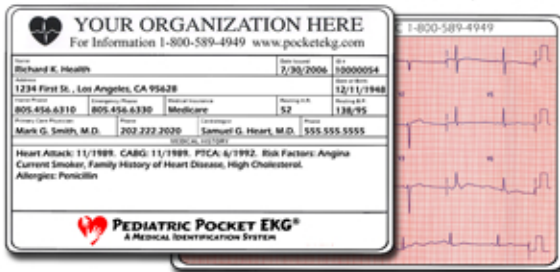 YOUR ORGANIZATION HERE
For Information 1-800-589-4949 www.pocketekg.com
Name Date Issued ID #
Richard K. Health 7/30/2006 10000054
Address Date of Birth
1234 First St. , Los Angeles, CA 95628 12/11/1948
Home Phone Emergency Phone Medical Insurance Resting H.R. Resting B.P.
805.456.6310 805.456.6330 Medicare 52 138/95
Primary Care Physician Phone Cardiologist Phone
Mark G. Smith, M.D. 202.222.2020 Samuel G. Heart, M.D. 555.555.5555
MEDICAL HISTORY
Heart Attack: 11/1989. CABG: 11/1989. PTCA: 6/1992. Risk Factors: Angina
Current Smoker, Family History of Heart Disease, High Cholesterol.
Allergies: Penicillin
PEDIATRIC POCKET EKG®
A MEDICAL IDENTIFICATION SYSTEM
1-800-589-4949